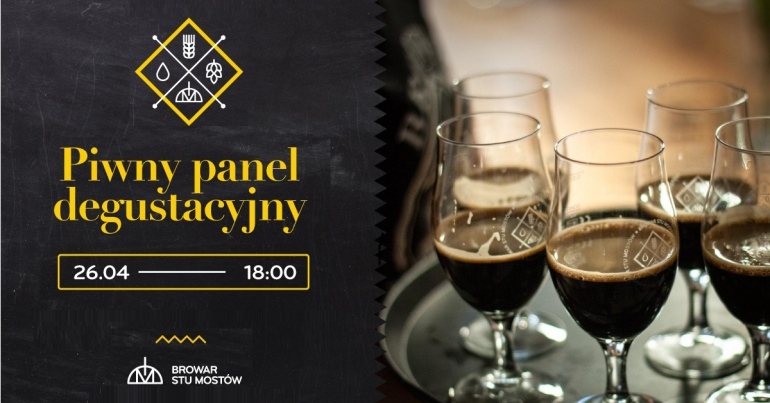 Piwny panel
degustacyjny
26.04 18:00
BROWAR
STU MOSTÓW